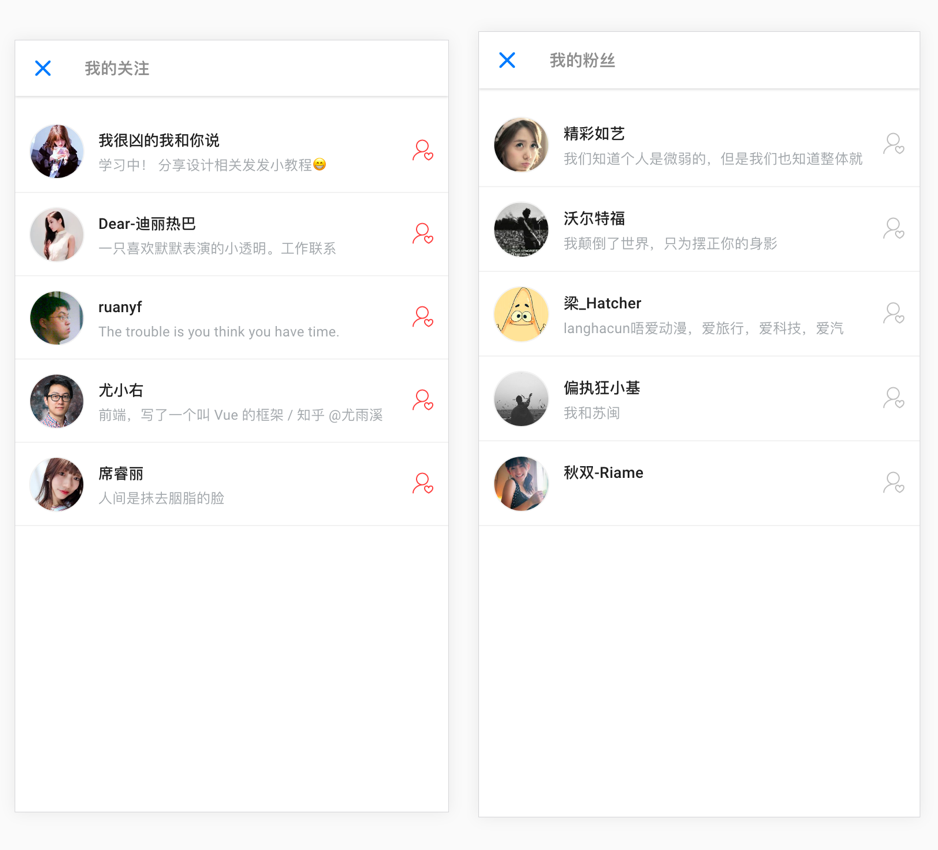 我的关注
我很凶的我和你说
学习中！ 分享设计相关发发小教程😁
Dear-迪丽热巴
一只喜欢默默表演的小透明。工作联系
ruanyf
The trouble is you think you have time.
尤小右
前端，写了一个叫 Vue 的框架 / 知乎 @尤雨溪
席睿丽
人间是抹去胭脂的脸
我的粉丝
精彩如艺
我们知道个人是微弱的，但是我们也知道整体就
沃尔特福
我颠倒了世界，只为摆正你的身影
梁_Hatcher
langhacun唔爱动漫，爱旅行，爱科技，爱汽
偏执狂小基
我和苏闽
秋双-Riame